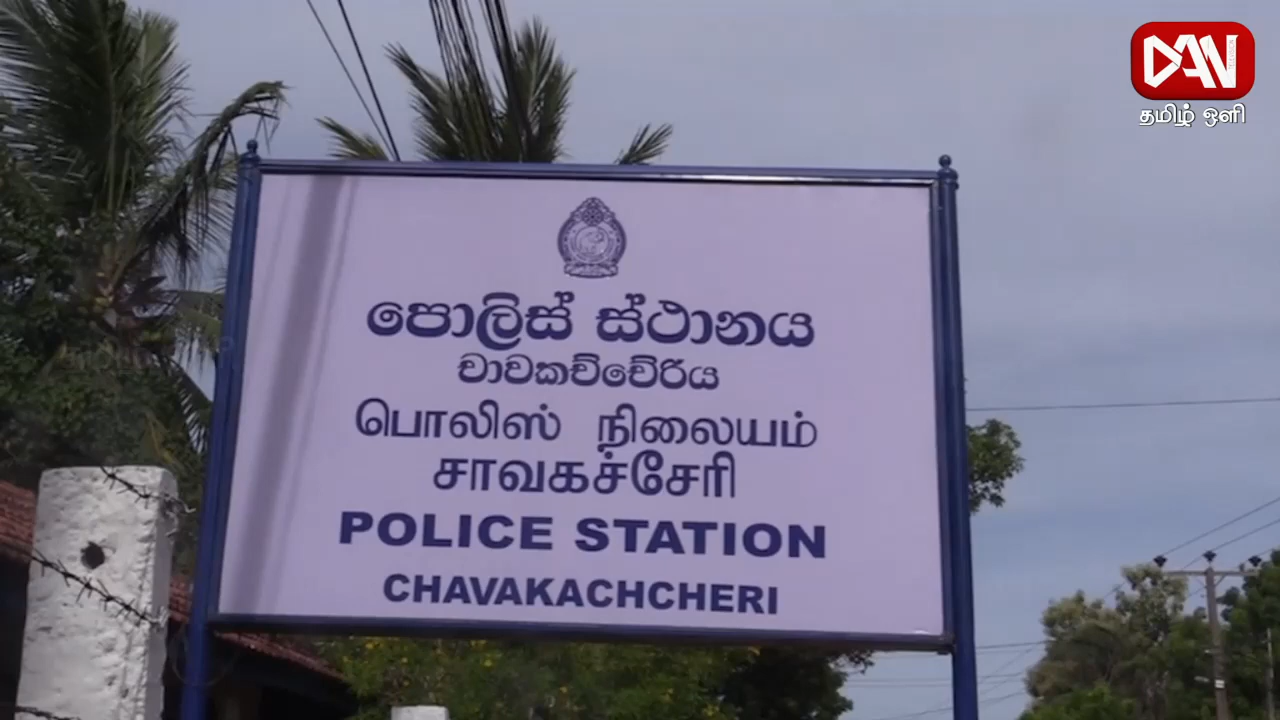 DAN
தமிழ் ஒளி
පොලිස් ස්ථානය
චාවකච්චේරිය
பொலிஸ் நிலையம்
சாவகச்சேரி
POLICE STATION
CHAVAKACHCHERI